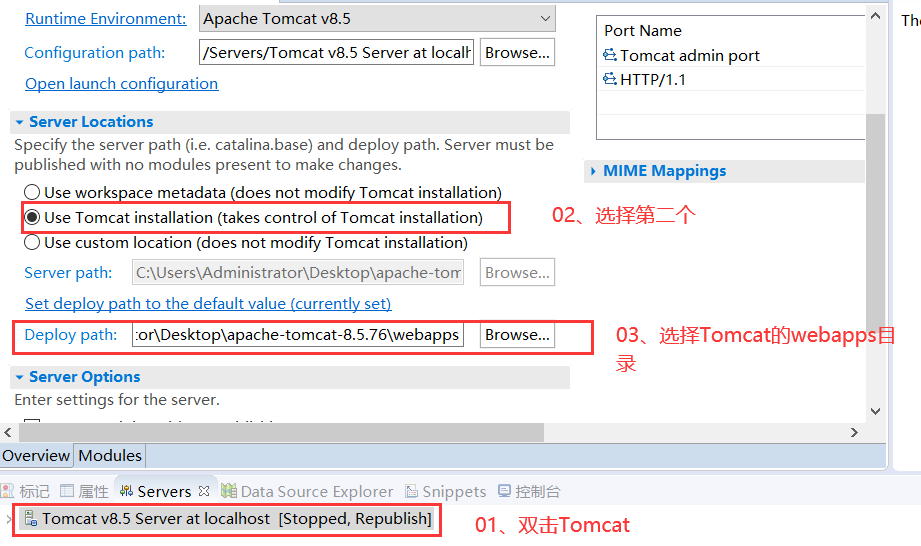 Runtime Environment: Apache Tomcat v8.5
Configuration path: /Servers/Tomcat v8.5 Server at localh Browse...
Open launch configuration
Server Locations
Specify the server path (i.e. catalina.base) and deploy path. Server must be
published with no modules present to make changes.
Use workspace metadata (does not modify Tomcat installation)
Use Tomcat installation (takes control of Tomcat installation)
02、选择第二个
Use custom location (does not modify Tomcat installation)
Server path: C:\Users\Administrator\Desktop\apache-tom Browse...
Set deploy path to the default value (currently set)
Deploy path: :or\Desktop\apache-tomcat-8.5.76\webapps Browse...
03、选择Tomcat的webapps目
录
Server Options
Enter settings for the server.
Port Name
Tomcat admin port
HTTP/1.1
MIME Mappings
The
Overview Modules
标记 属性 Servers Data Source Explorer Snippets 控制台
Tomcat v8.5 Server at localhost [Stopped, Republish]
01、双击Tomcat